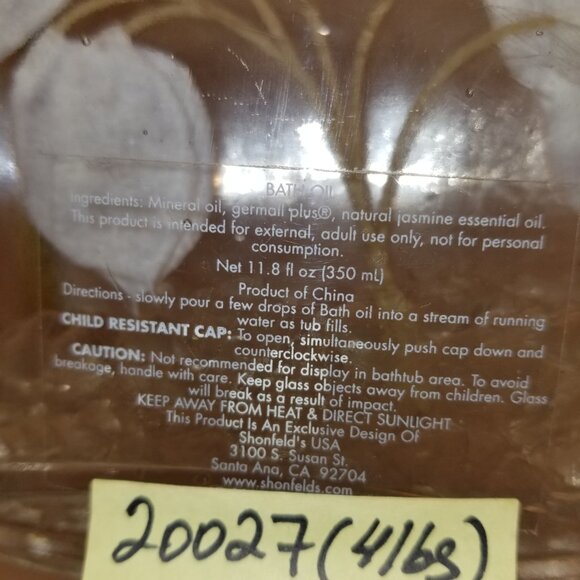 BATH OIL
Ingredients: Mineral oil, germall plus®, natural jasmine essential oil.
This product is intended for external, adult use only, not for personal
consumption.
Net 11.8 fl oz (350 mL)
Product of China
Directions - slowly pour a few drops of Bath oil into a stream of running
water as tub fills.
CHILD RESISTANT CAP: To open, simultaneously push cap down and
counterclockwise.
CAUTION: Not recommended for display in bathtub area. To avoid
breakage, handle with care. Keep glass objects away from children. Glass
will break as a result of impact.
KEEP AWAY FROM HEAT & DIRECT SUNLIGHT
This Product Is An Exclusive Design Of
Shonfeld's USA
3100 S. Susan St.
Santa Ana, CA 92704
www.shonfelds.com
20027 (4lbs)